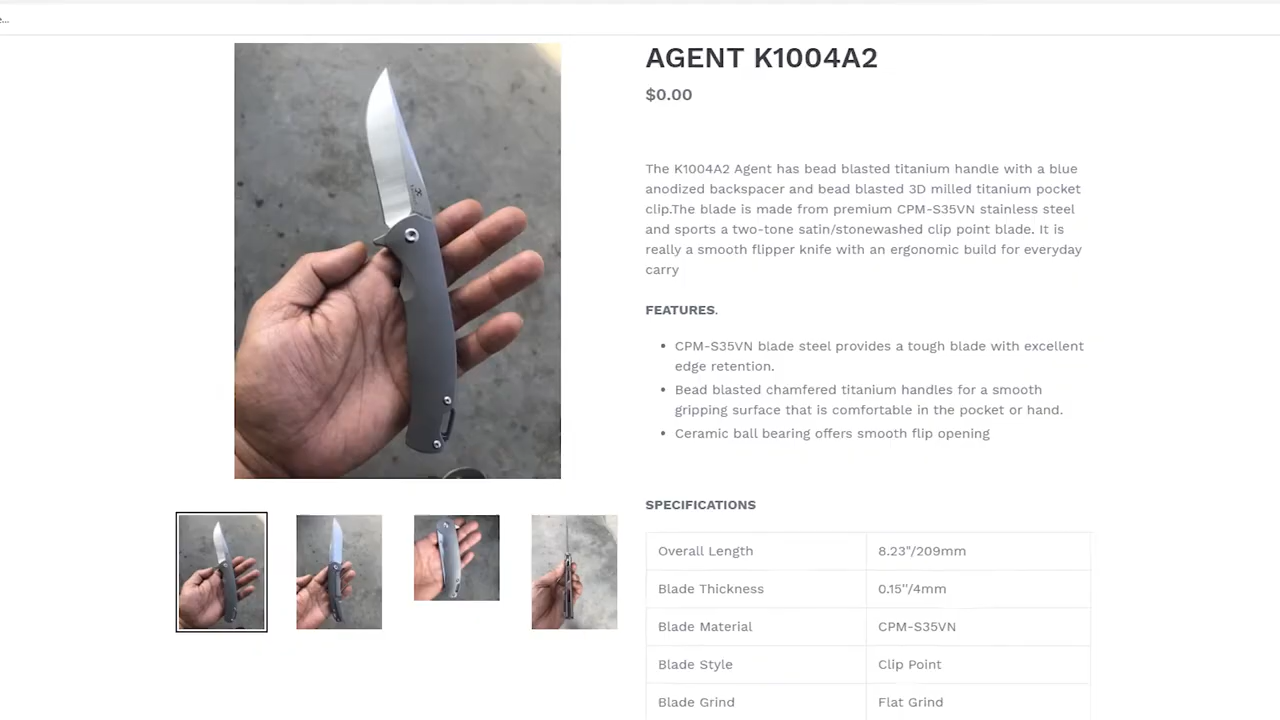 AGENT K1004A2
$0.00
The K1004A2 Agent has bead blasted titanium handle with a blue
anodized backspacer and bead blasted 3D milled titanium pocket
clip.The blade is made from premium CPM-S35VN stainless steel
and sports a two-tone satin/stonewashed clip point blade. It is
really a smooth flipper knife with an ergonomic build for everyday
carry
FEATURES.
• CPM-S35VN blade steel provides a tough blade with excellent
edge retention.
• Bead blasted chamfered titanium handles for a smooth
gripping surface that is comfortable in the pocket or hand.
• Ceramic ball bearing offers smooth flip opening
SPECIFICATIONS
Overall Length 8.23"/209mm
Blade Thickness 0.15''/4mm
Blade Material CPM-S35VN
Blade Style Clip Point
Blade Grind Flat Grind